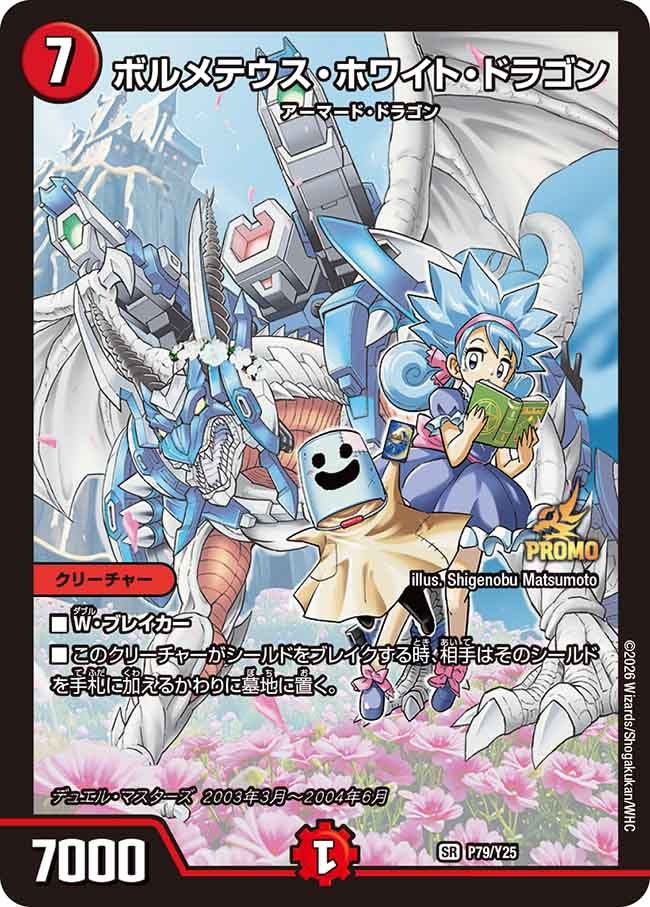 7
ボルメテウス・ホワイト・ドラゴン
アーマード・ドラゴン
PROMO
illus. Shigenobu Matsumoto
クリーチャー
■W・ブレイカー
■このクリーチャーがシールドをブレイクする時、相手はそのシールド
を手札に加えるかわりに墓地に置く。
デュエル・マスターズ 2003年3月～2004年6月
©2026 Wizards/Shogakukan/WHC
7000
1
SR P79/Y25